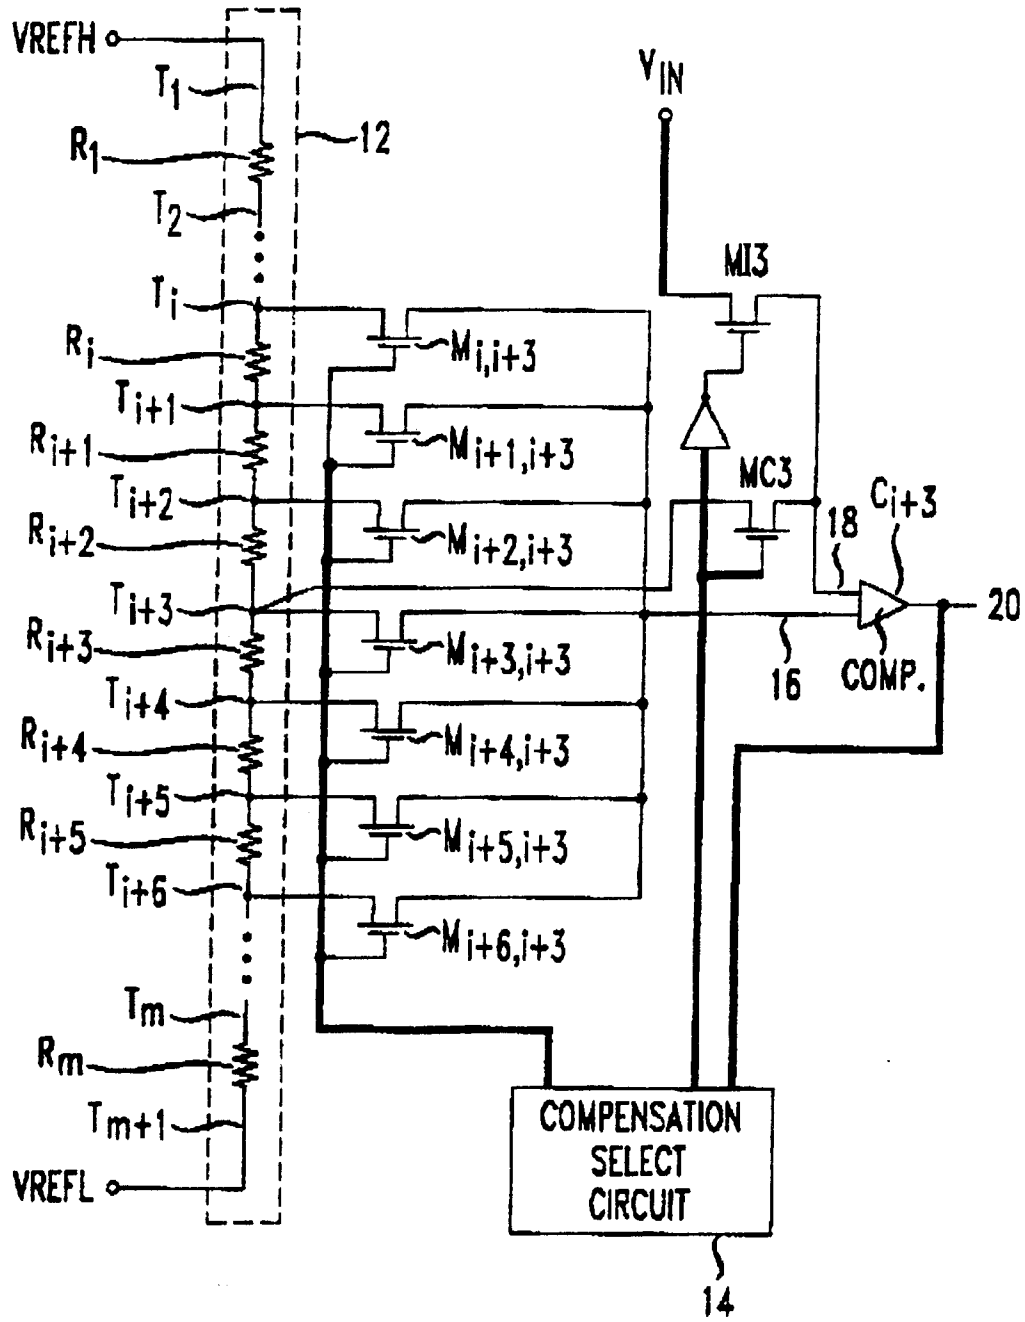 VREFH
T1
R1
12
T2
VIN
MI3
Ti
Ri
Mi,i+3
Ti+1
Ri+1
Mi+1,i+3
MC3
Ti+2
Ri+2
Mi+2,i+3
18
Ci+3
Ti+3
Ri+3
Mi+3,i+3
16
COMP.
20
Ti+4
Ri+4
Mi+4,i+3
Ti+5
Ri+5
Mi+5,i+3
Ti+6
Mi+6,i+3
Tm
Rm
Tm+1
VREFL
COMPENSATION
SELECT
CIRCUIT
14